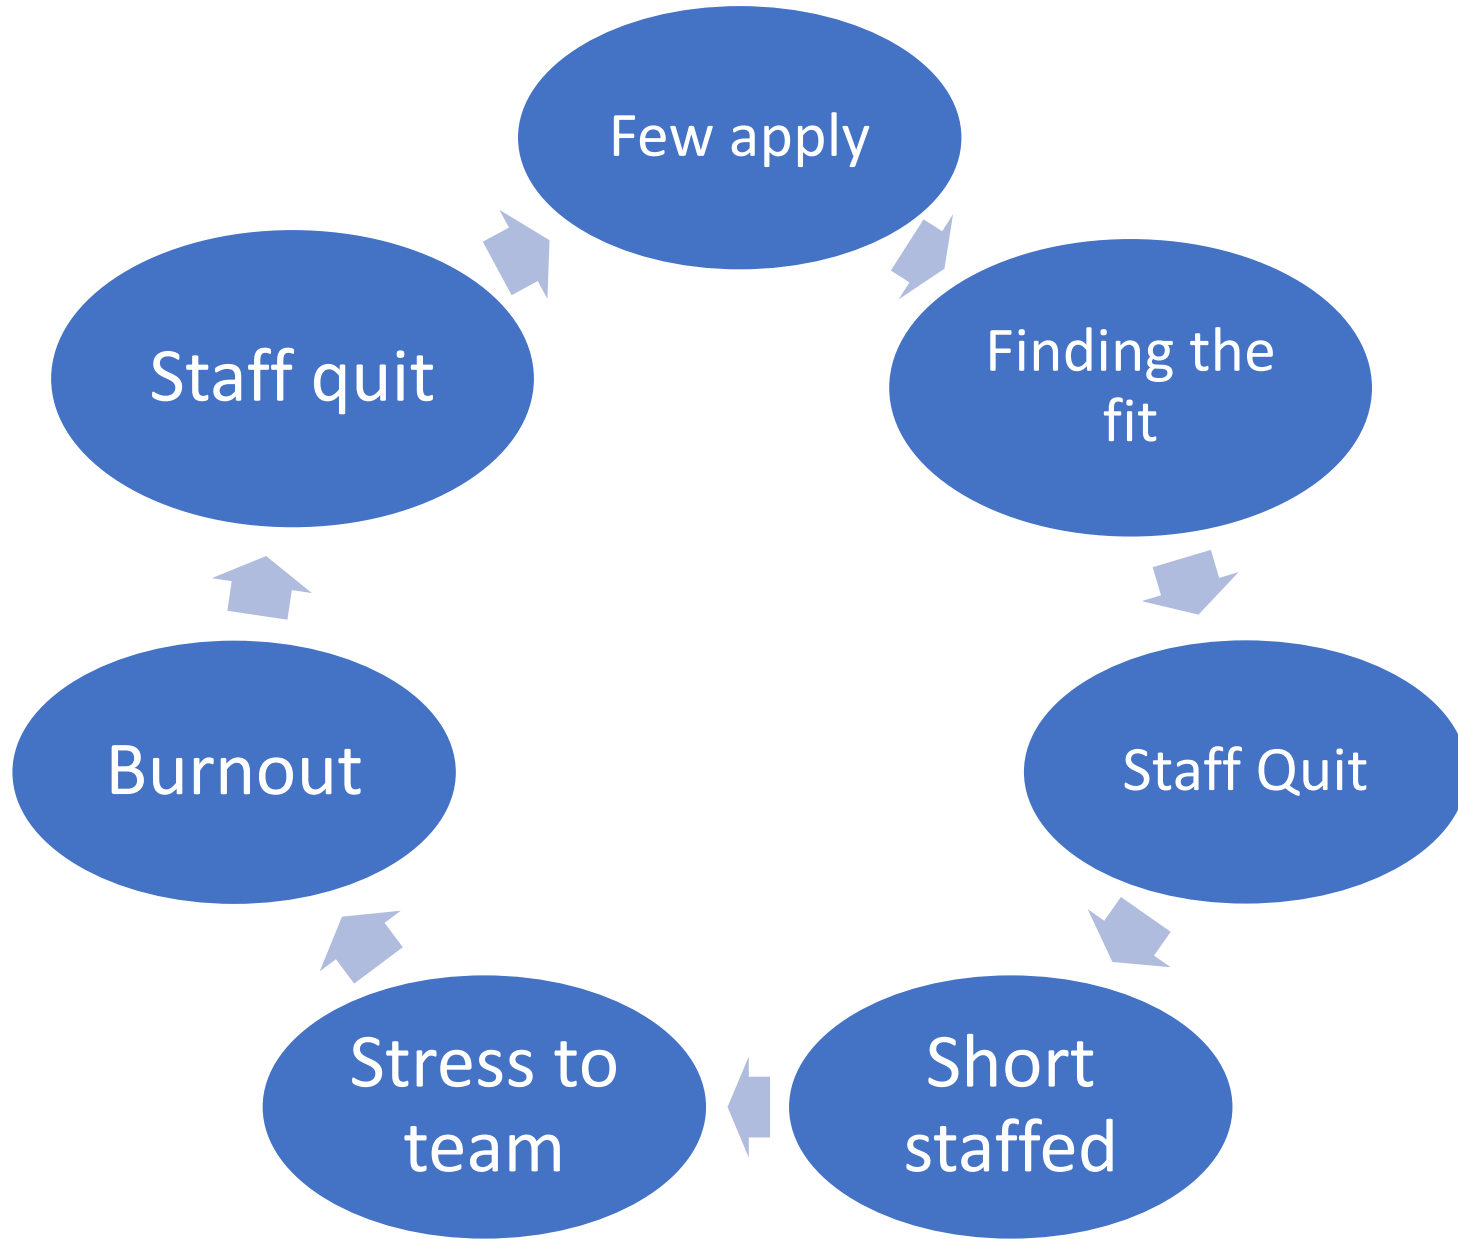 Few apply
Finding the
fit
Staff Quit
Short
staffed
Stress to
team
Burnout
Staff quit